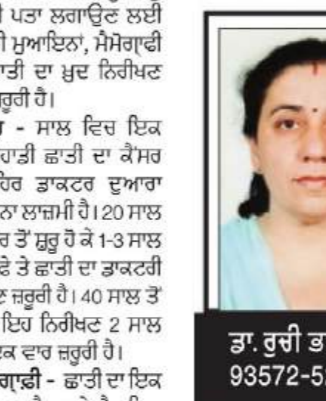 ਪਤਾ ਲਗਾਉਣ ਲਈ
ਮੁਆਇਨਾਂ, ਮੈਮੋਗ੍ਰਾਫੀ
ਦਾ ਖ਼ੁਦ ਨਿਰੀਖਣ
ਹੈ।
- ਸਾਲ ਵਿਚ ਇਕ
ਛਾਤੀ ਦਾ ਕੈਂਸਰ
ਡਾਕਟਰ ਦੁਆਰਾ
ਲਾਜ਼ਮੀ ਹੈ। 20 ਸਾਲ
ਤੋਂ ਸ਼ੁਰੂ ਹੋ ਕੇ 1-3 ਸਾਲ
ਤੇ ਛਾਤੀ ਦਾ ਡਾਕਟਰੀ
ਜ਼ਰੂਰੀ ਹੈ। 40 ਸਾਲ ਤੋਂ
ਇਹ ਨਿਰੀਖਣ 2 ਸਾਲ
ਵਾਰ ਜ਼ਰੂਰੀ ਹੈ।
- ਛਾਤੀ ਦਾ ਇਕ
ਡਾ. ਰੁਚੀ
93572-5